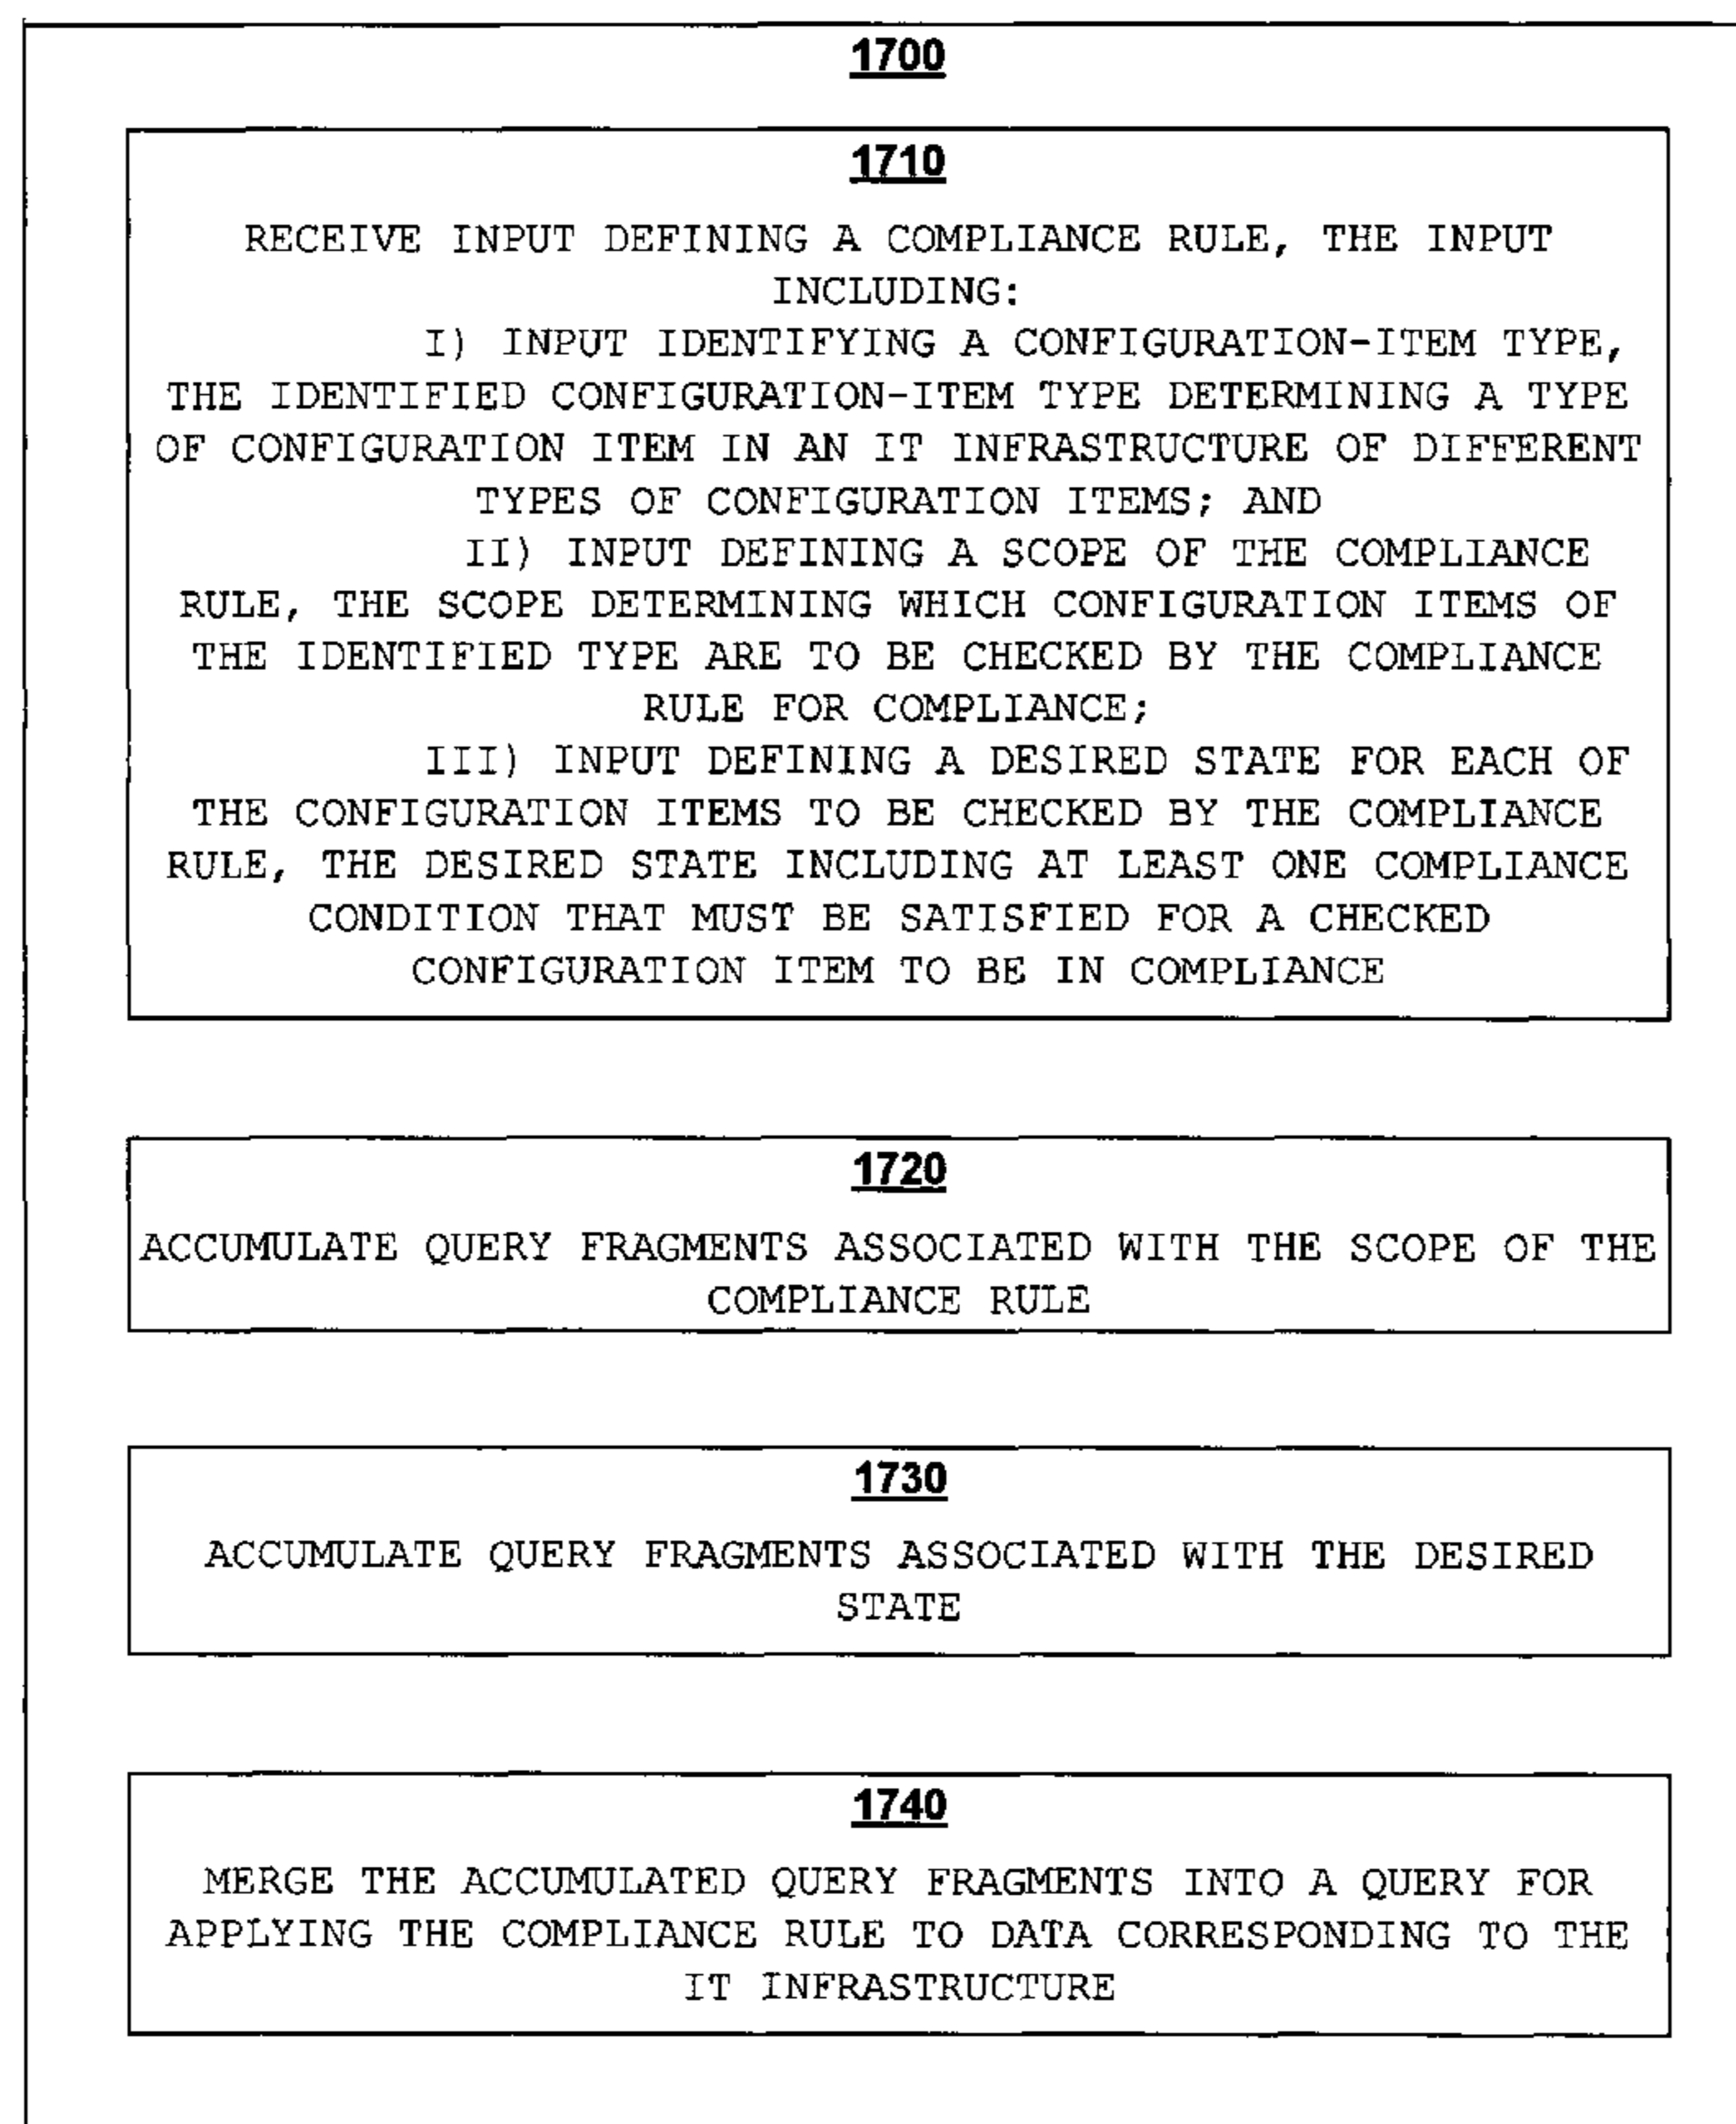 1700
1710
RECEIVE INPUT DEFINING A COMPLIANCE RULE, THE INPUT
INCLUDING:
I) INPUT IDENTIFYING A CONFIGURATION-ITEM TYPE,
THE IDENTIFIED CONFIGURATION-ITEM TYPE DETERMINING A TYPE
OF CONFIGURATION ITEM IN AN IT INFRASTRUCTURE OF DIFFERENT
TYPES OF CONFIGURATION ITEMS; AND
II) INPUT DEFINING A SCOPE OF THE COMPLIANCE
RULE, THE SCOPE DETERMINING WHICH CONFIGURATION ITEMS OF
THE IDENTIFIED TYPE ARE TO BE CHECKED BY THE COMPLIANCE
RULE FOR COMPLIANCE;
III) INPUT DEFINING A DESIRED STATE FOR EACH OF
THE CONFIGURATION ITEMS TO BE CHECKED BY THE COMPLIANCE
RULE, THE DESIRED STATE INCLUDING AT LEAST ONE COMPLIANCE
CONDITION THAT MUST BE SATISFIED FOR A CHECKED
CONFIGURATION ITEM TO BE IN COMPLIANCE
1720
ACCUMULATE QUERY FRAGMENTS ASSOCIATED WITH THE SCOPE OF THE
COMPLIANCE RULE
1730
ACCUMULATE QUERY FRAGMENTS ASSOCIATED WITH THE DESIRED
STATE
1740
MERGE THE ACCUMULATED QUERY FRAGMENTS INTO A QUERY FOR
APPLYING THE COMPLIANCE RULE TO DATA CORRESPONDING TO THE
IT INFRASTRUCTURE